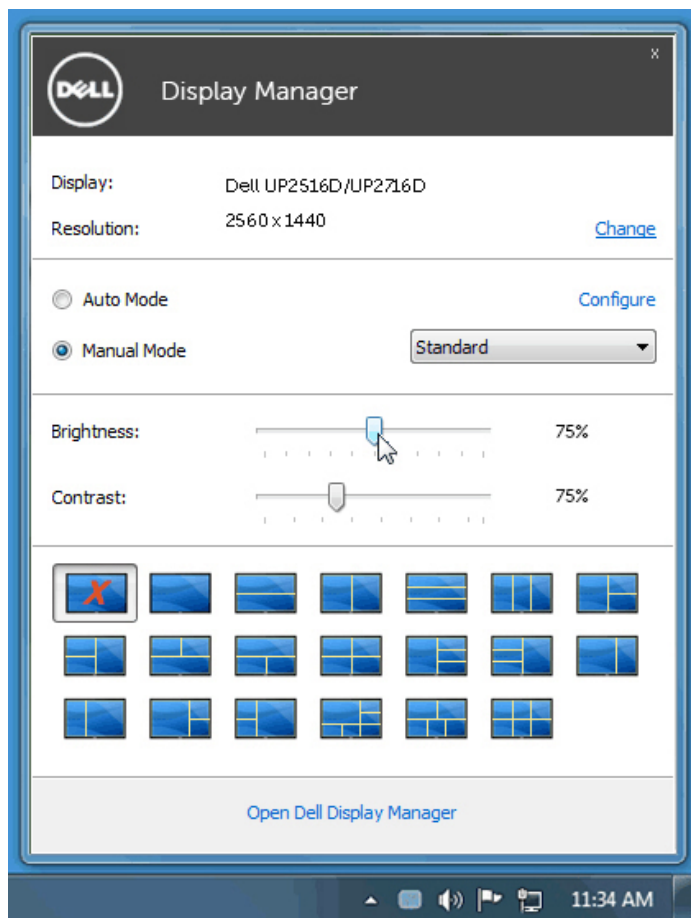 x
DELL Display Manager
Display: Dell UP2516D/UP2716D
Resolution: 2560 x 1440 Change
Auto Mode Configure
Manual Mode Standard
Brightness: 75%
Contrast: 75%
Open Dell Display Manager
11:34 AM